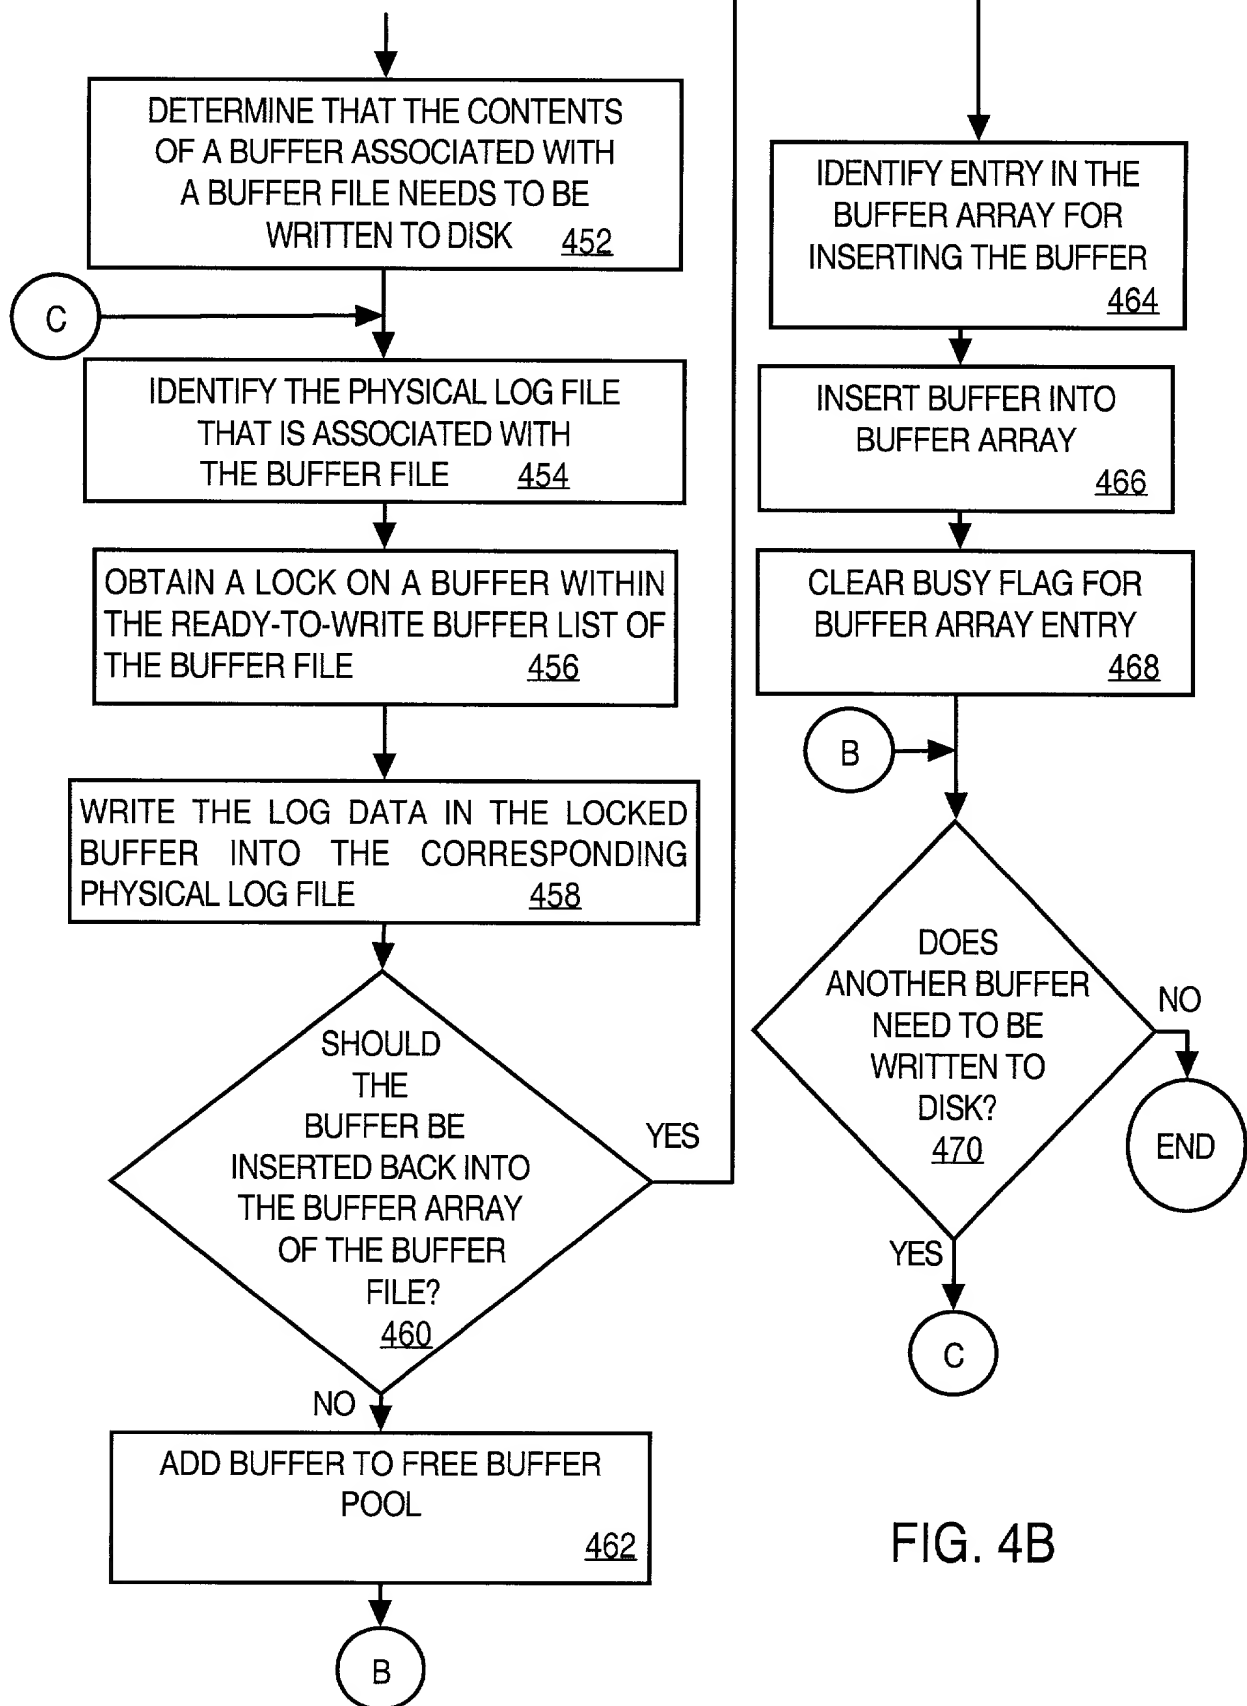 DETERMINE THAT THE CONTENTS
OF A BUFFER ASSOCIATED WITH
A BUFFER FILE NEEDS TO BE
WRITTEN TO DISK 452
C
IDENTIFY THE PHYSICAL LOG FILE
THAT IS ASSOCIATED WITH
THE BUFFER FILE 454
OBTAIN A LOCK ON A BUFFER WITHIN
THE READY-TO-WRITE BUFFER LIST OF
THE BUFFER FILE 456
WRITE THE LOG DATA IN THE LOCKED
BUFFER INTO THE CORRESPONDING
PHYSICAL LOG FILE 458
SHOULD
THE
BUFFER BE
INSERTED BACK INTO
THE BUFFER ARRAY
OF THE BUFFER
FILE?
460
YES
NO
ADD BUFFER TO FREE BUFFER
POOL
462
B
IDENTIFY ENTRY IN THE
BUFFER ARRAY FOR
INSERTING THE BUFFER
464
INSERT BUFFER INTO
BUFFER ARRAY
466
CLEAR BUSY FLAG FOR
BUFFER ARRAY ENTRY
468
B
DOES
ANOTHER BUFFER
NEED TO BE
WRITTEN TO
DISK?
470
NO
END
YES
C
FIG. 4B